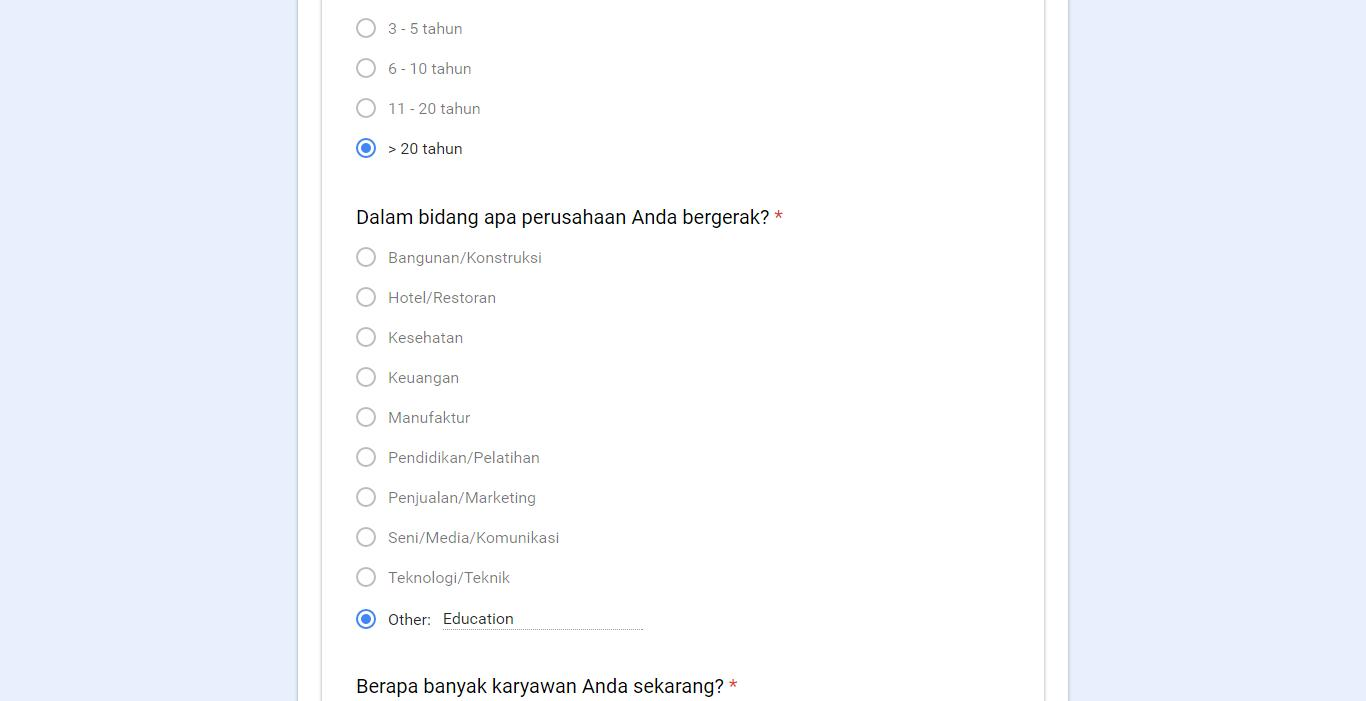 3 - 5 tahun
6 - 10 tahun
11 - 20 tahun
> 20 tahun
Dalam bidang apa perusahaan Anda bergerak? *
Bangunan/Konstruksi
Hotel/Restoran
Kesehatan
Keuangan
Manufaktur
Pendidikan/Pelatihan
Penjualan/Marketing
Seni/Media/Komunikasi
Teknologi/Teknik
Other: Education
Berapa banyak karyawan Anda sekarang? *